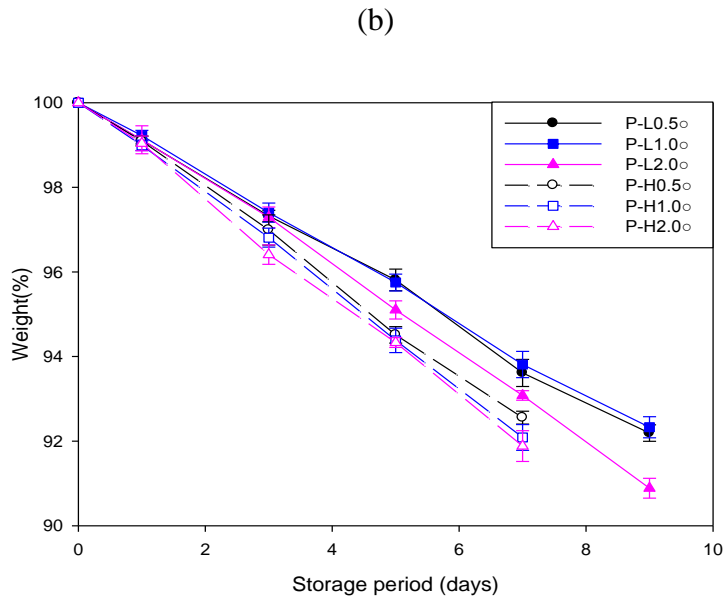 (b)
100
98
96
94
92
90
Weight(%)
P-L0.5○
P-L1.0○
P-L2.0○
P-H0.5○
P-H1.0○
P-H2.0○
0 2 4 6 8 10
Storage period (days)